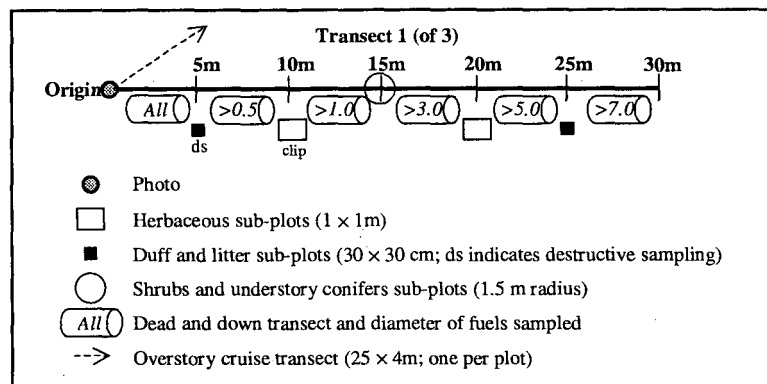 Transect 1 (of 3)
5m 10m 15m 20m 25m 30m
Origin
All >0.5 >1.0 >3.0 >5.0 >7.0
ds clip
Photo
Herbaceous sub-plots (1 × 1m)
Duff and litter sub-plots (30 × 30 cm; ds indicates destructive sampling)
Shrubs and understory conifers sub-plots (1.5 m radius)
All Dead and down transect and diameter of fuels sampled
Overstory cruise transect (25 × 4m; one per plot)